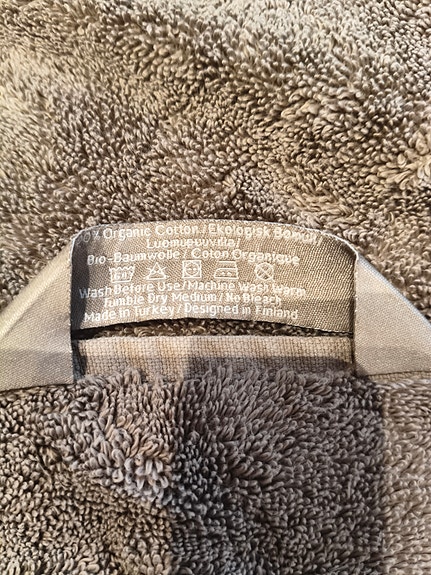 Organic Cotton / Ekologisk Bomull /
Luomupuuvilla /
Bio-Baumwolle / Coton Organique
Wash Before Use / Machine Wash Warm
Tumble Dry Medium / No Bleach
Made in Turkey / Designed in Finland